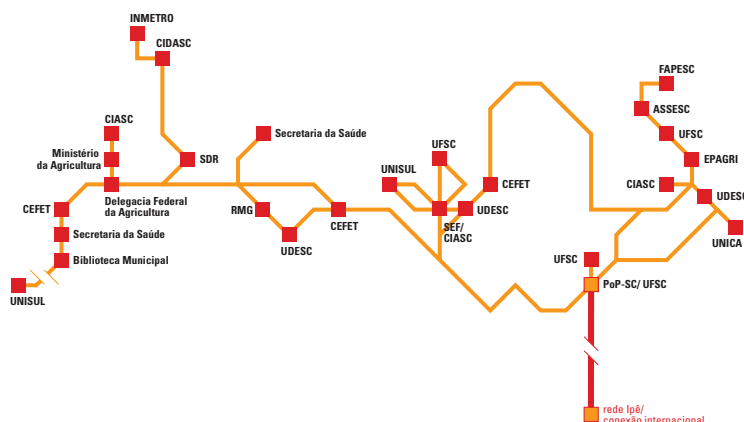 INMETRO
CIDASC
FAPESC
ASSESC
CIASC
Secretaria da Saúde
UFSC
UFSC
Ministério
da Agricultura
SDR
EPAGRI
UNISUL
CEFET
CIASC
UDESC
CEFET
Delegacia Federal
da Agricultura
RMG
CEFET
SEF/
CIASC
UDESC
Secretaria da Saúde
UDESC
UNICA
Biblioteca Municipal
UFSC
UNISUL
PoP-SC/ UFSC
rede Ipê/
conexão internacional